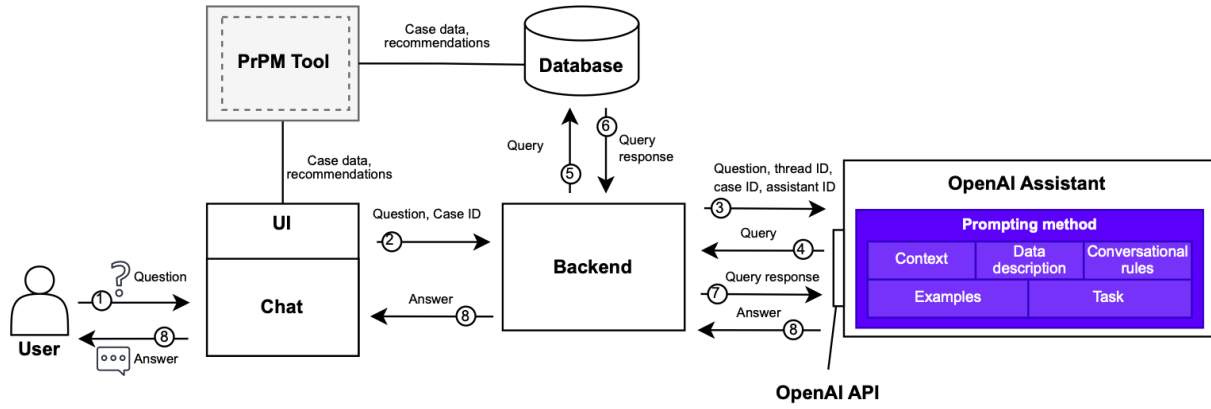 Case data,
recommendations
PrPM Tool
Database
Case data,
recommendations
Query
5
6
Query
response
UI
Chat
Question, Case ID
2
Answer
8
Backend
Question, thread ID,
case ID, assistant ID
3
Query
4
7
Query response
Answer
8
OpenAI Assistant
Prompting method
Context
Data
description
Conversational
rules
Examples
Task
OpenAI API
?
Question
1
8
Answer
User